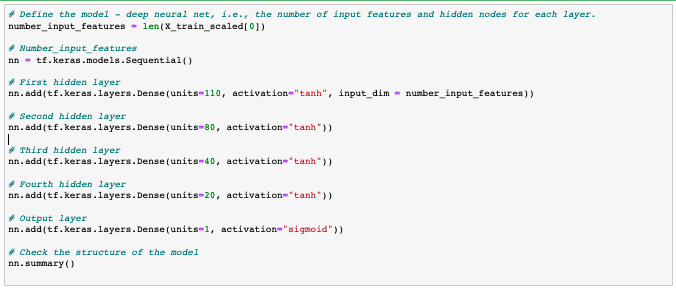 # Define the model - deep neural net, i.e., the number of input features and hidden nodes for each layer.
number_input_features = len(X_train_scaled[0])
# Number_input_features
nn = tf.keras.models.Sequential()
# First hidden layer
nn.add(tf.keras.layers.Dense(units=110, activation="tanh", input_dim = number_input_features))
# Second hidden layer
nn.add(tf.keras.layers.Dense(units=80, activation="tanh"))
# Third hidden layer
nn.add(tf.keras.layers.Dense(units=40, activation="tanh"))
# Fourth hidden layer
nn.add(tf.keras.layers.Dense(units=20, activation="tanh"))
# Output layer
nn.add(tf.keras.layers.Dense(units=1, activation="sigmoid"))
# Check the structure of the model
nn.summary()